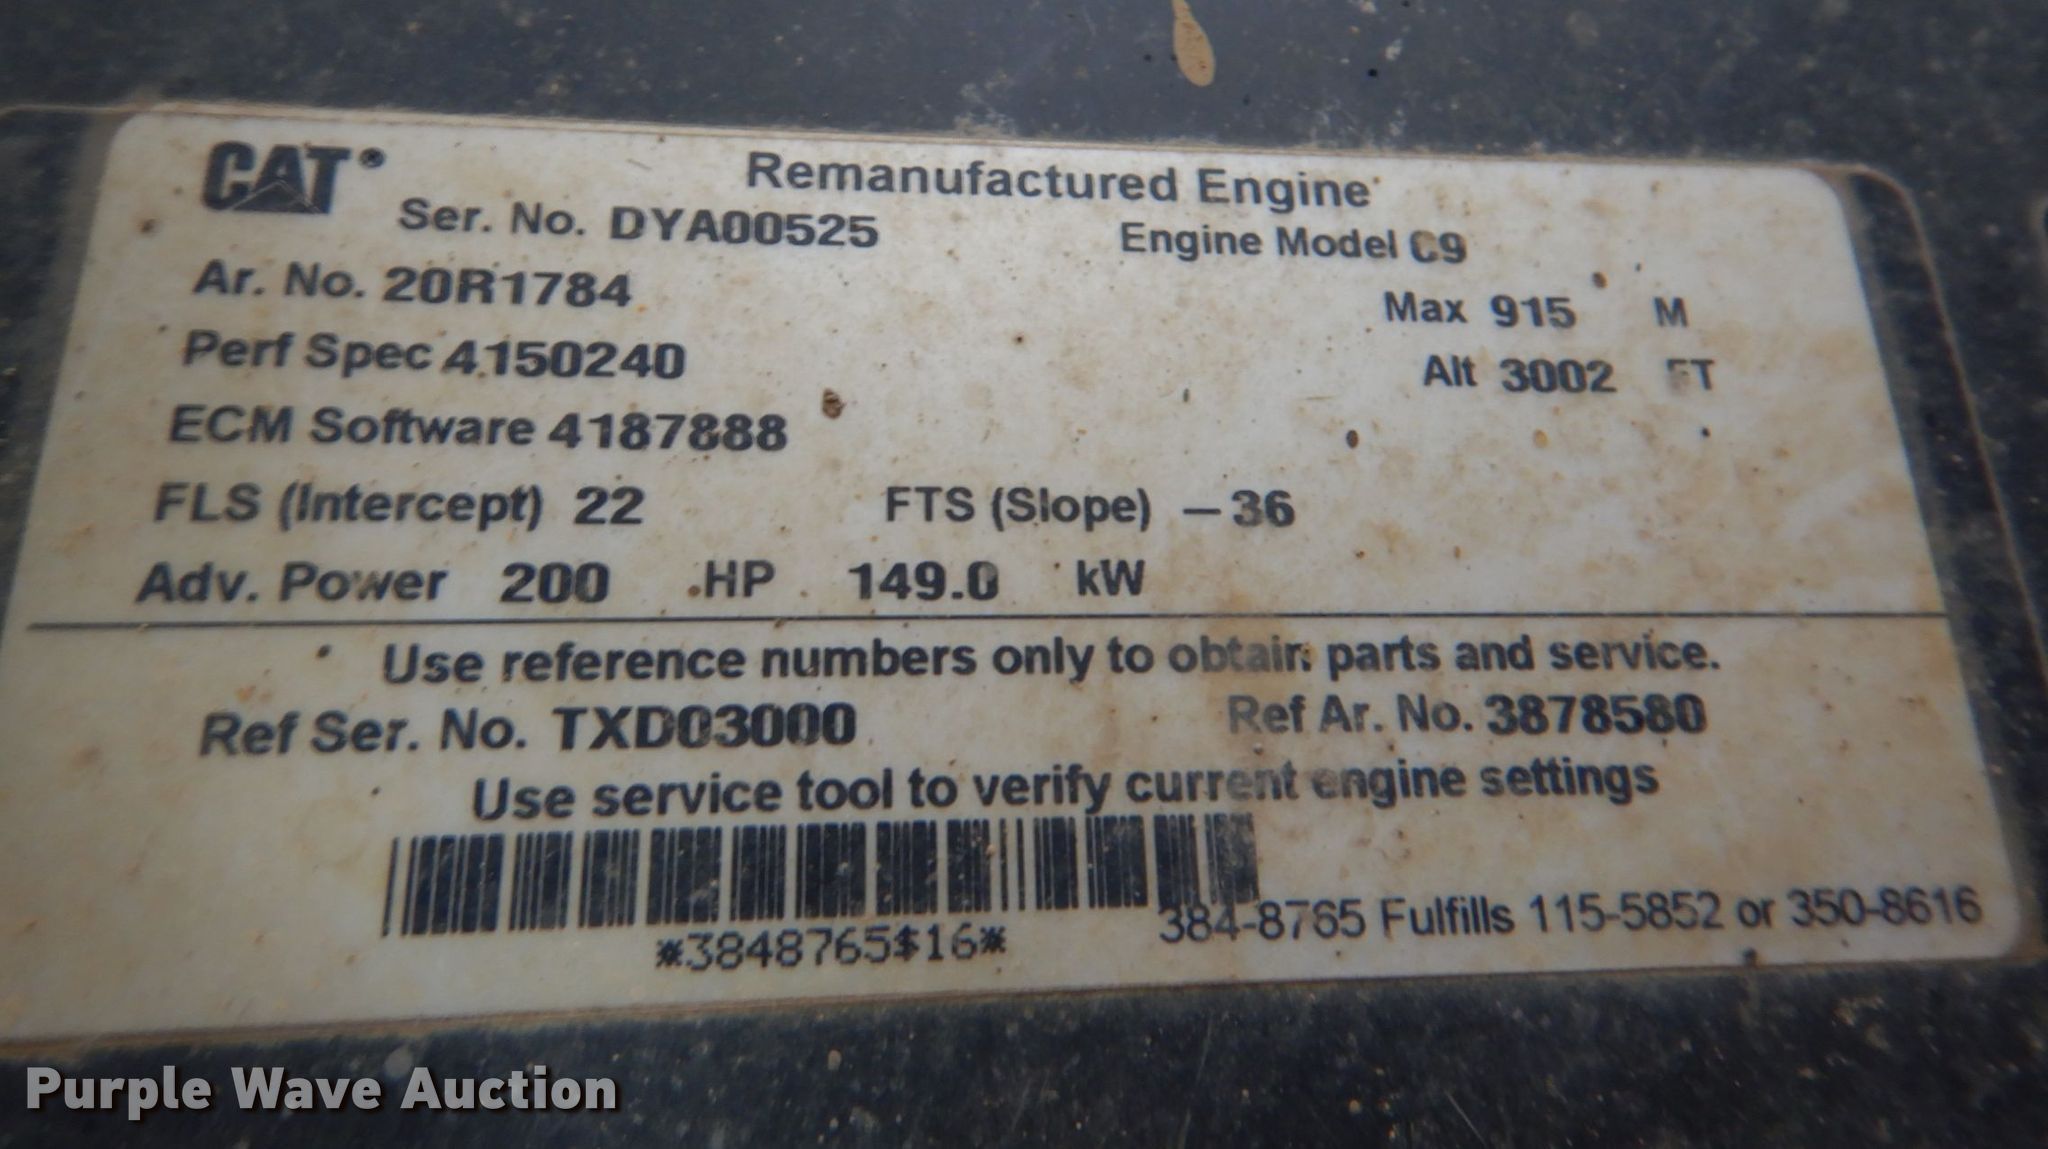 CAT® Remanufactured Engine
Ser. No. DYA00525 Engine Model C9
Ar. No. 20R1784 Max 915 M
Perf Spec 4150240 Alt 3002 FT
ECM Software 4187888
FLS (Intercept) 22 FTS (Slope) -36
Adv. Power 200 HP 149.0 kW
Use reference numbers only to obtain parts and service.
Ref Ser. No. TXD03000 Ref Ar. No. 3878580
Use service tool to verify current engine settings
*3848765$16* 384-8765 Fulfills 115-5852 or 350-8616
Purple Wave Auction